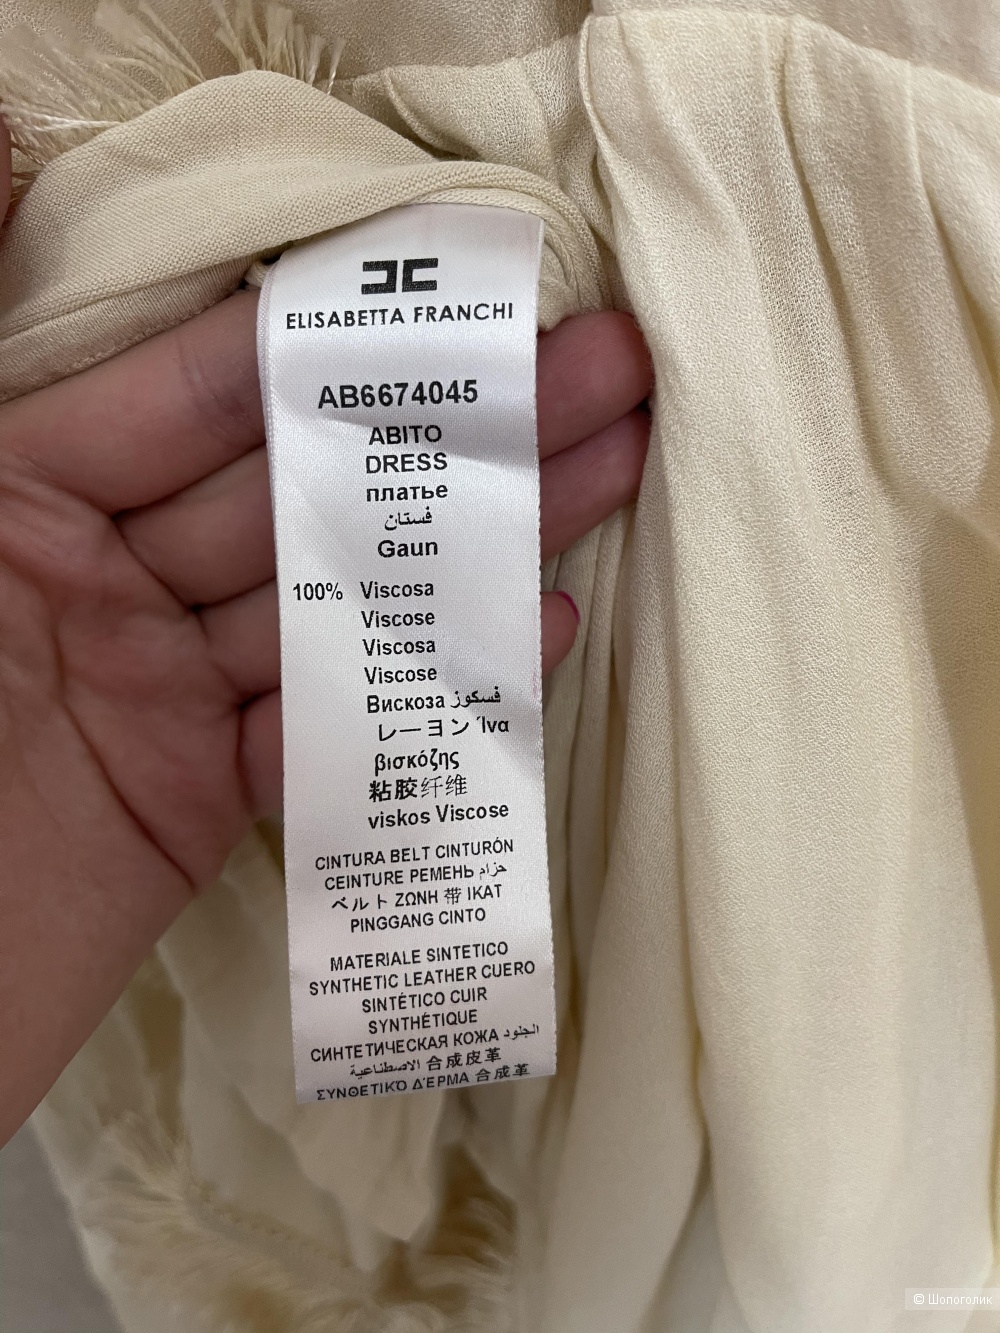 ELISABETTA FRANCHI
AB6674045
ABITO
DRESS
платье
فستان
Gaun
100% Viscosa
Viscose
Viscosa
Viscose
Вискоза فسكوز
レーヨン Ίνα
βισκόζης
粘胶纤维
viskos Viscose
CINTURA BELT CINTURÓN
CEINTURE РЕМЕНЬ حزام
ベルト ZΩNH 带 IKAT
PINGGANG CINTO
MATERIALE SINTETICO
SYNTHETIC LEATHER CUERO
SINTÉTICO CUIR
SYNTHÉTIQUE
СИНТЕТИЧЕСКАЯ КОЖА الجلود
الاصطناعية 合成皮革
ΣΥΝΘΕΤΙΚΌ ΔΈΡΜΑ 合成革
© Шопоголик